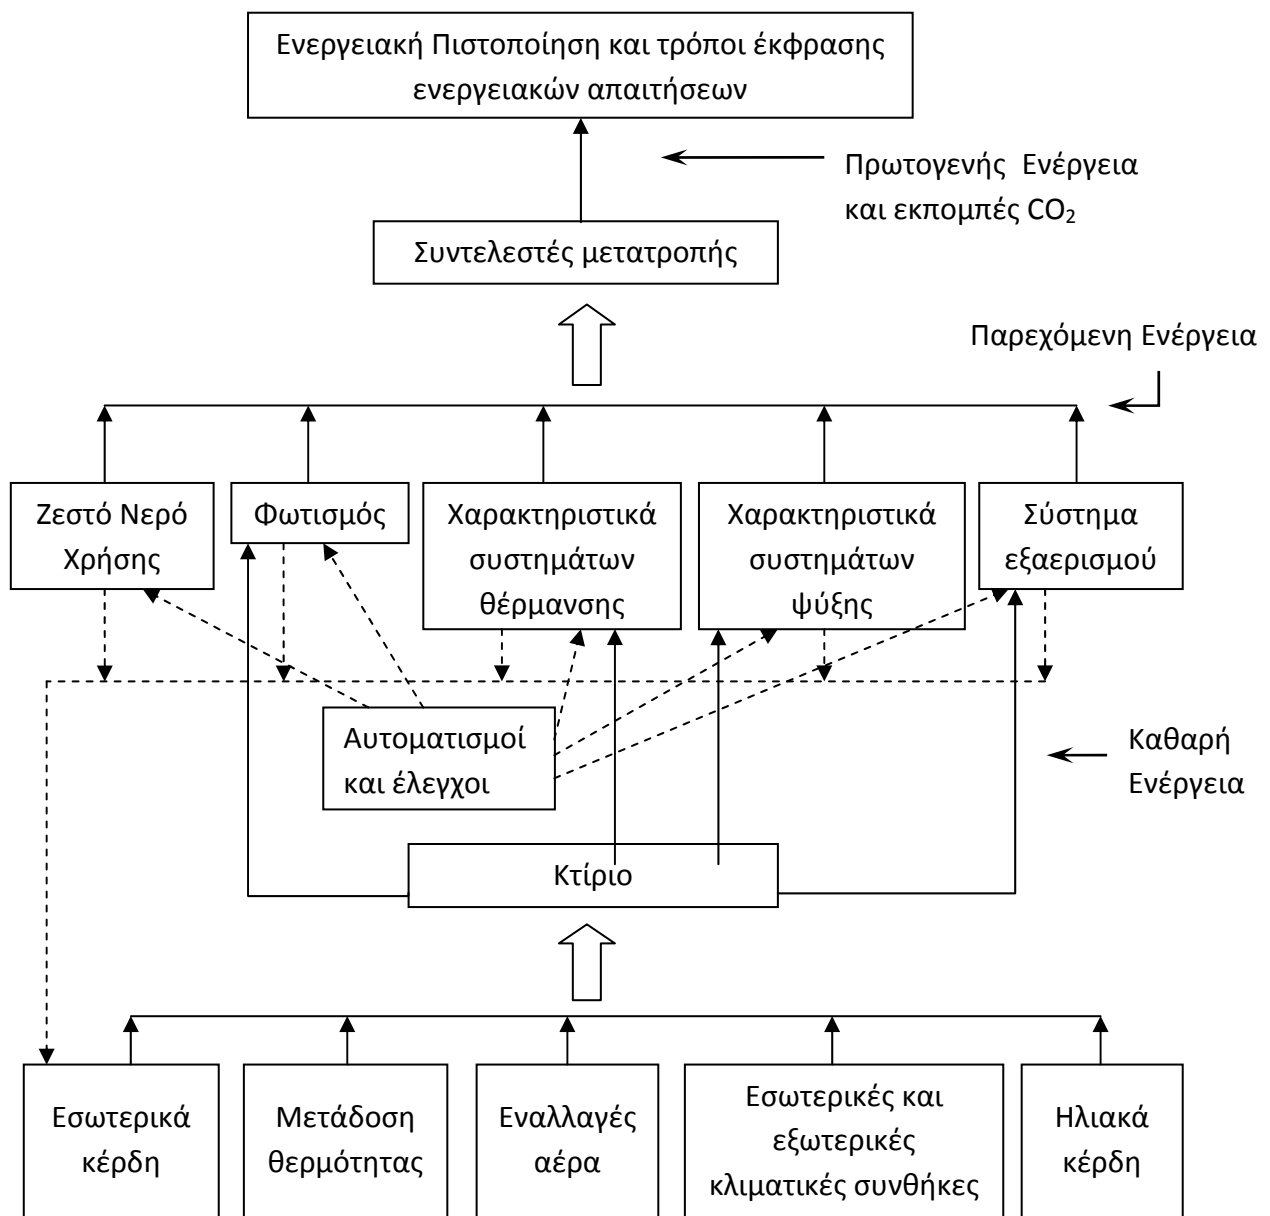 Ενεργειακή Πιστοποίηση και τρόποι έκφρασης
ενεργειακών απαιτήσεων
Πρωτογενής Ενέργεια
και εκπομπές CO₂
Συντελεστές μετατροπής
Παρεχόμενη Ενέργεια
Ζεστό Νερό
Χρήσης
Φωτισμός
Χαρακτηριστικά
συστημάτων
θέρμανσης
Χαρακτηριστικά
συστημάτων
ψύξης
Σύστημα
εξαερισμού
Αυτοματισμοί
και έλεγχοι
Καθαρή
Ενέργεια
Κτίριο
Εσωτερικά
κέρδη
Μετάδοση
θερμότητας
Εναλλαγές
αέρα
Εσωτερικές και
εξωτερικές
κλιματικές συνθήκες
Ηλιακά
κέρδη